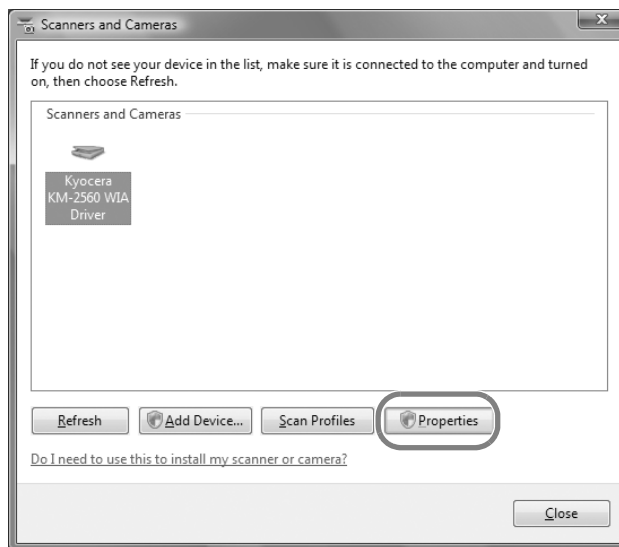 Scanners and Cameras
If you do not see your device in the list, make sure it is connected to the computer and turned
on, then choose Refresh.
Scanners and Cameras
Kyocera
KM-2560 WIA
Driver
Refresh
Add Device...
Scan Profiles
Properties
Do I need to use this to install my scanner or camera?
Close